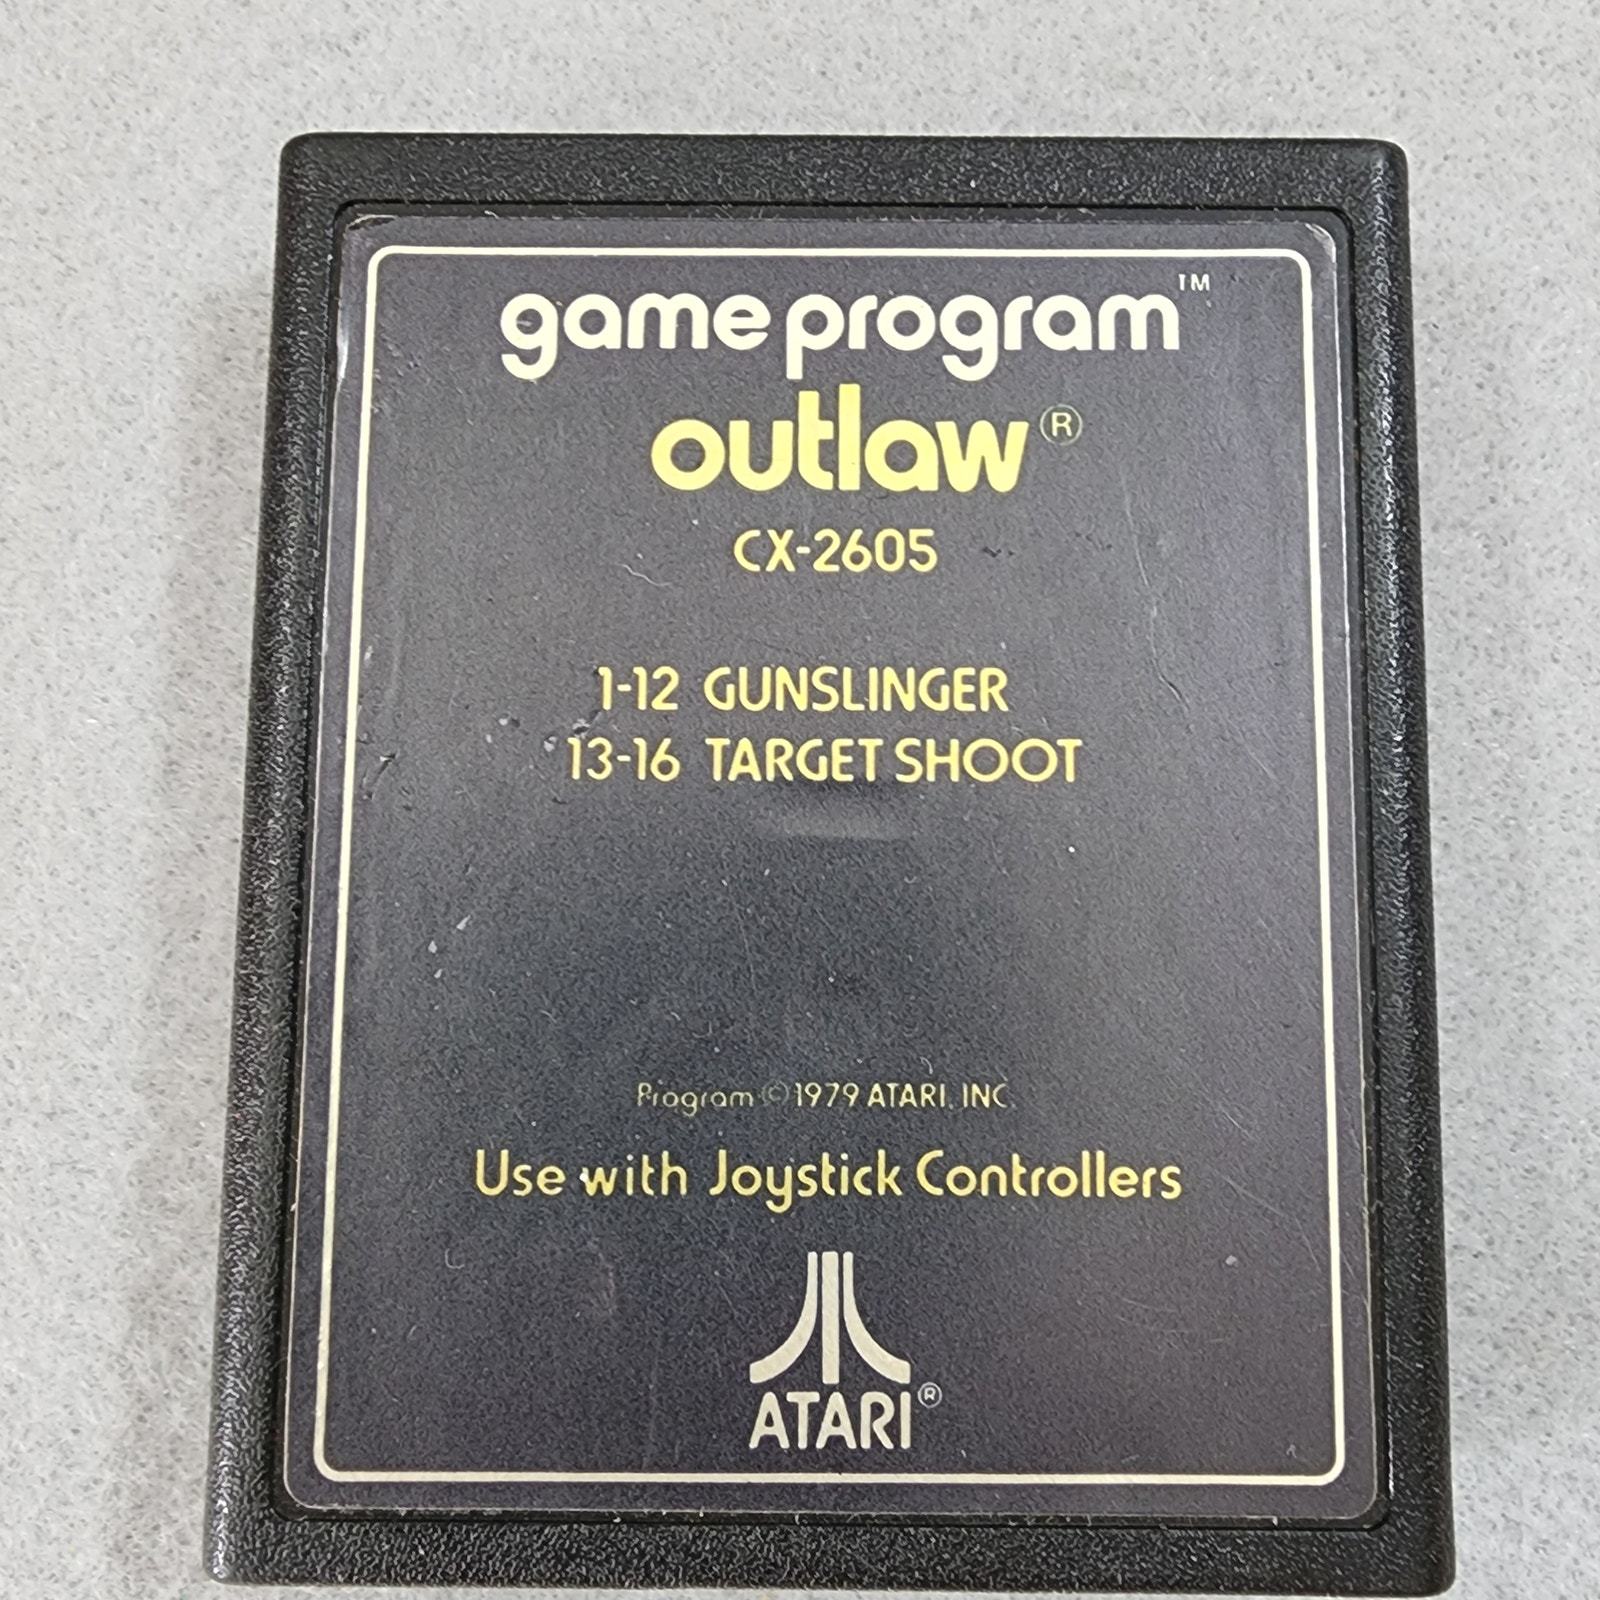 game program™
outlaw®
CX-2605
1-12 GUNSLINGER
13-16 TARGET SHOOT
Program © 1979 ATARI, INC.
Use with Joystick Controllers
ATARI®